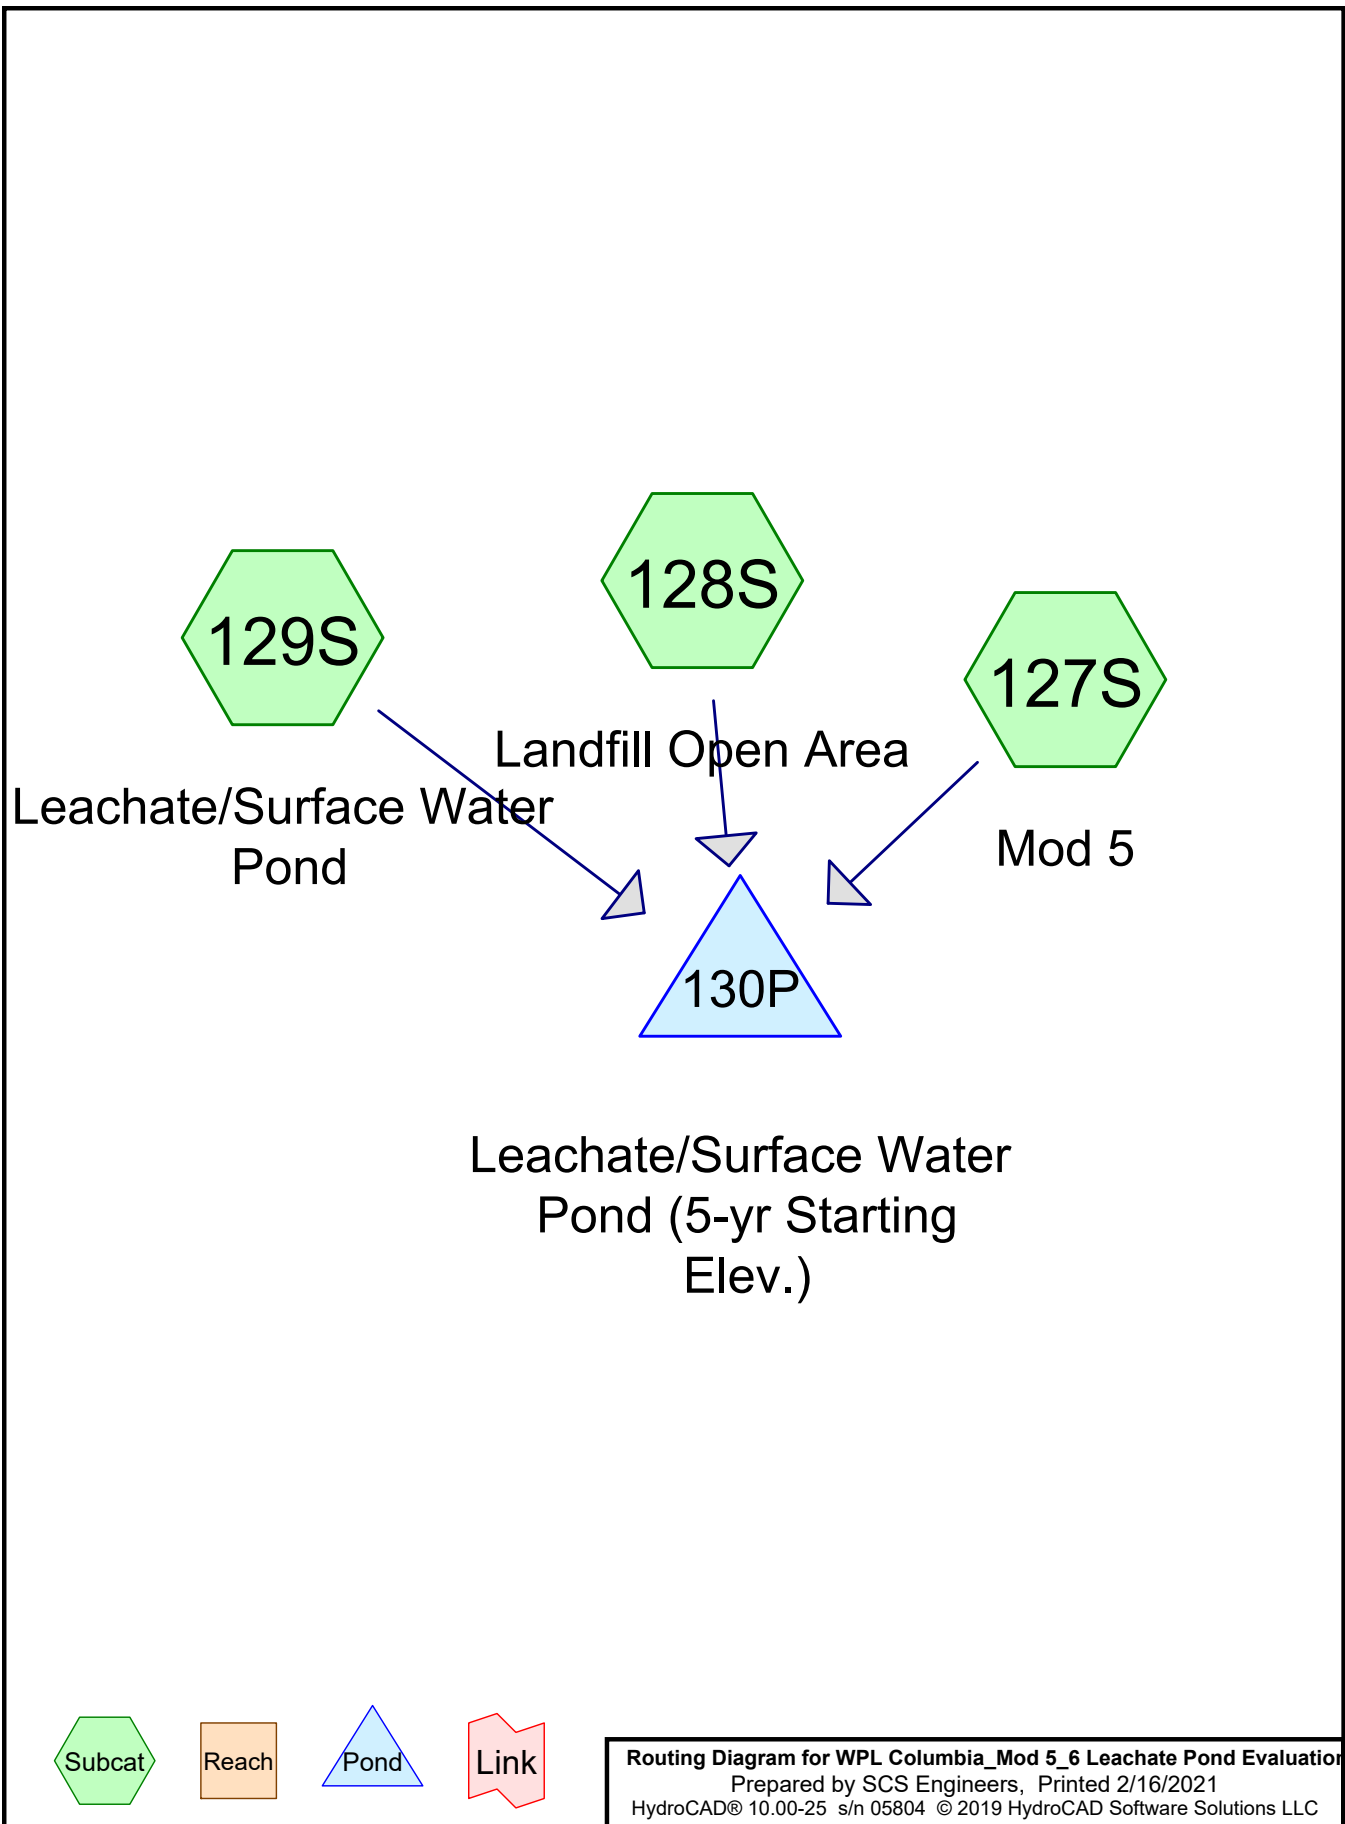 128S
Landfill Open Area
129S
Leachate/Surface Water
Pond
127S
Mod 5
130P
Leachate/Surface Water
Pond (5-yr Starting
Elev.)
Subcat
Reach
Pond
Link
Routing Diagram for WPL Columbia_Mod 5_6 Leachate Pond Evaluation
Prepared by SCS Engineers, Printed 2/16/2021
HydroCAD® 10.00-25 s/n 05804 © 2019 HydroCAD Software Solutions LLC